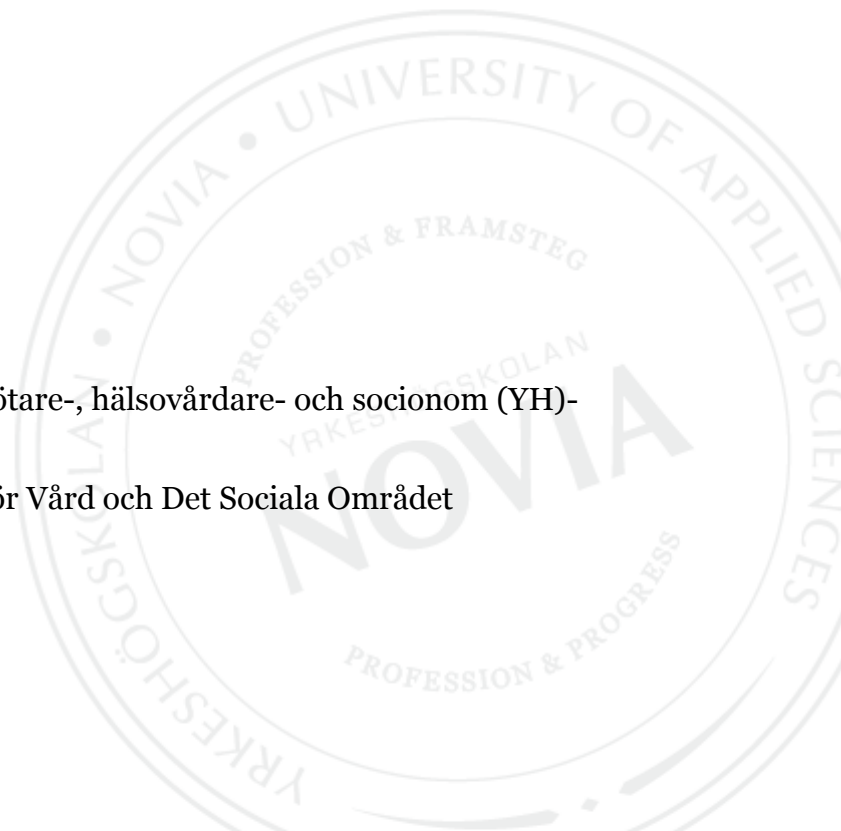 ötare-, hälsovårdare- och socionom (YH)-
ör Vård och Det Sociala Området
YRKESHÖGSKOLAN • NOVIA • UNIVERSITY OF APPLIED SCIENCES
PROFESSION & FRAMSTEG
YRKESHÖGSKOLAN
NOVIA
PROFESSION & PROGRESS